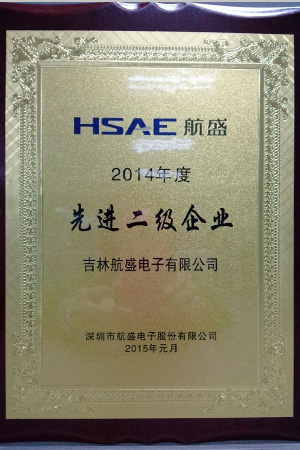 HSAE 航盛
2014年度
先进二级企业
吉林航盛电子有限公司
深圳市航盛电子股份有限公司
2015年元月